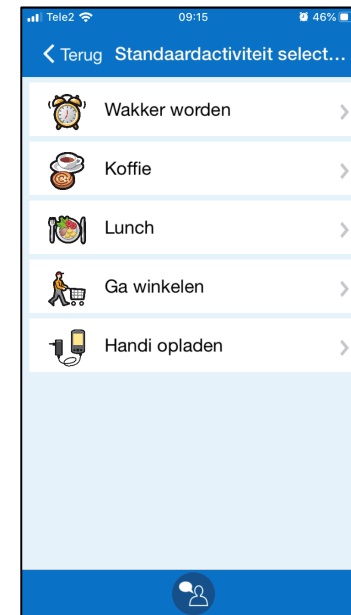 Tele2 09:15 46%
Terug Standaardactiviteit select...
Wakker worden
Koffie
Lunch
Ga winkelen
Handi opladen